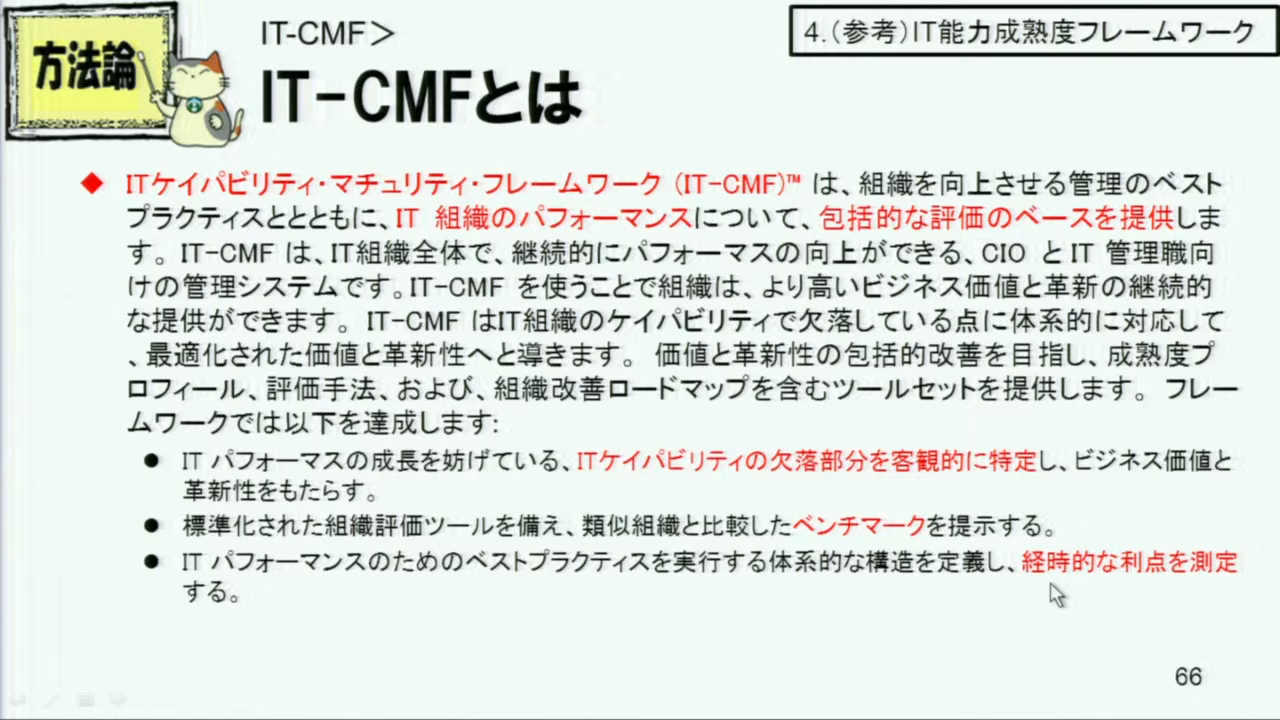 方法論
IT-CMF＞
4.（参考）IT能力成熟度フレームワーク
IT-CMFとは
◆ ITケイパビリティ・マチュリティ・フレームワーク (IT-CMF)™ は、組織を向上させる管理のベスト
プラクティスととともに、IT 組織のパフォーマンスについて、包括的な評価のベースを提供しま
す。 IT-CMF は、IT組織全体で、継続的にパフォーマスの向上ができる、CIO と IT 管理職向
けの管理システムです。IT-CMF を使うことで組織は、より高いビジネス価値と革新の継続的
な提供ができます。 IT-CMF はIT組織のケイパビリティで欠落している点に体系的に対応して
、最適化された価値と革新性へと導きます。 価値と革新性の包括的改善を目指し、成熟度プ
ロフィール、評価手法、および、組織改善ロードマップを含むツールセットを提供します。 フレー
ムワークでは以下を達成します:
● IT パフォーマスの成長を妨げている、ITケイパビリティの欠落部分を客観的に特定し、ビジネス価値と
革新性をもたらす。
● 標準化された組織評価ツールを備え、類似組織と比較したベンチマークを提示する。
● IT パフォーマンスのためのベストプラクティスを実行する体系的な構造を定義し、経時的な利点を測定
する。
66